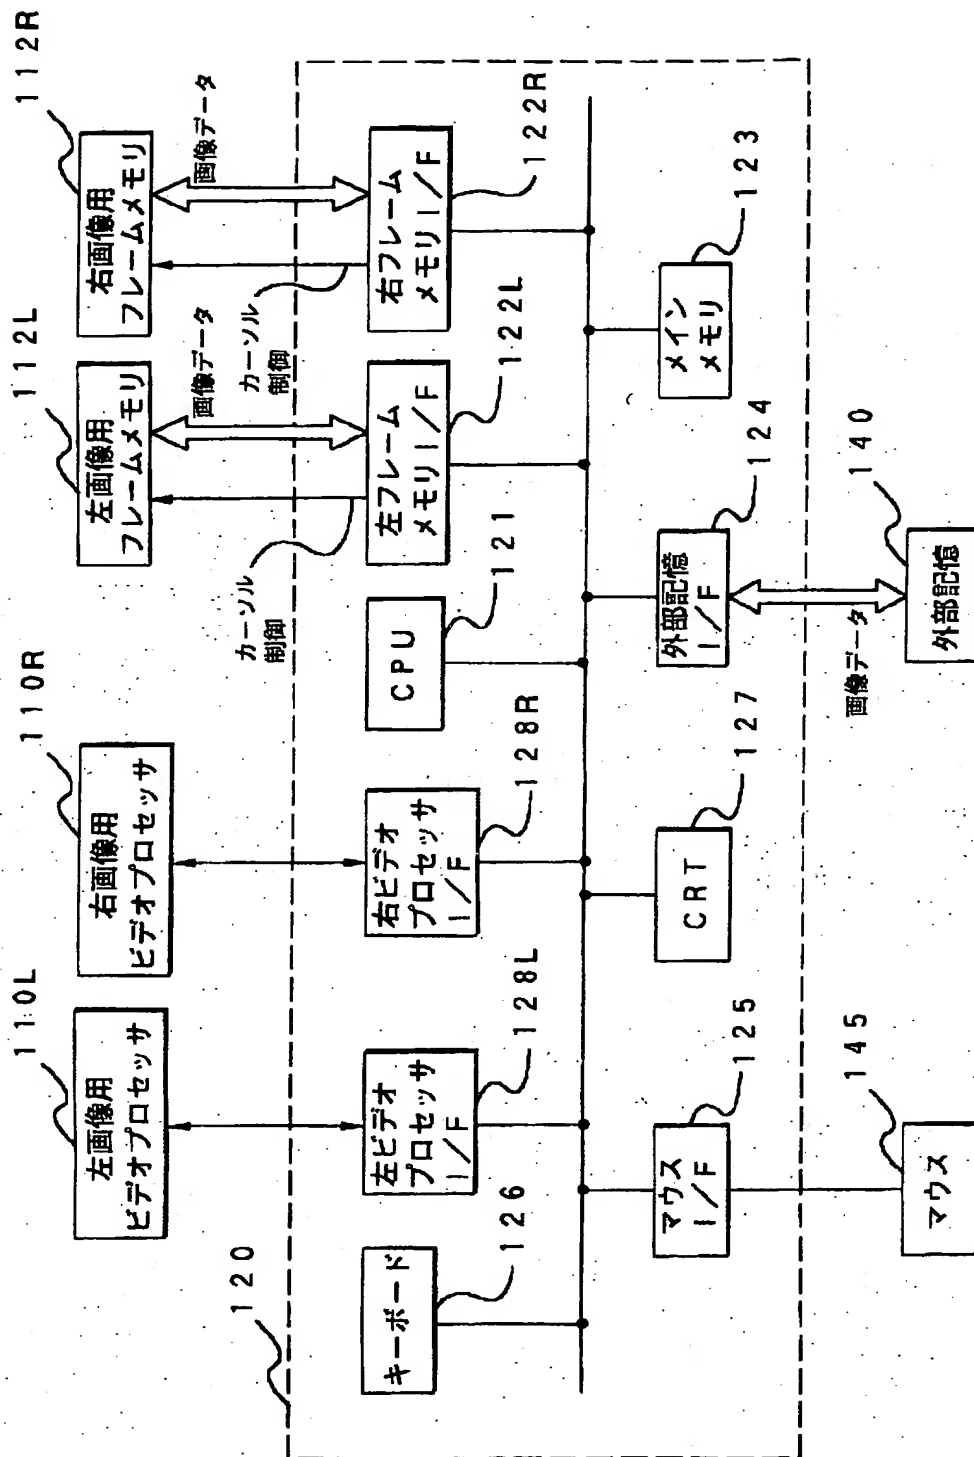 110L
左画像用
ビデオプロセッサ
110R
右画像用
ビデオプロセッサ
112L
左画像用
フレームメモリ
112R
右画像用
フレームメモリ
画像データ
画像データ
カーソル
制御
カーソル
制御
120
キーボード
126
左ビデオ
プロセッサ
I/F
128L
右ビデオ
プロセッサ
I/F
128R
CPU
121
左フレーム
メモリI/F
122L
右フレーム
メモリI/F
122R
マウス
I/F
125
CRT
127
外部記憶
I/F
124
メイン
メモリ
123
マウス
145
画像データ
外部記憶
140